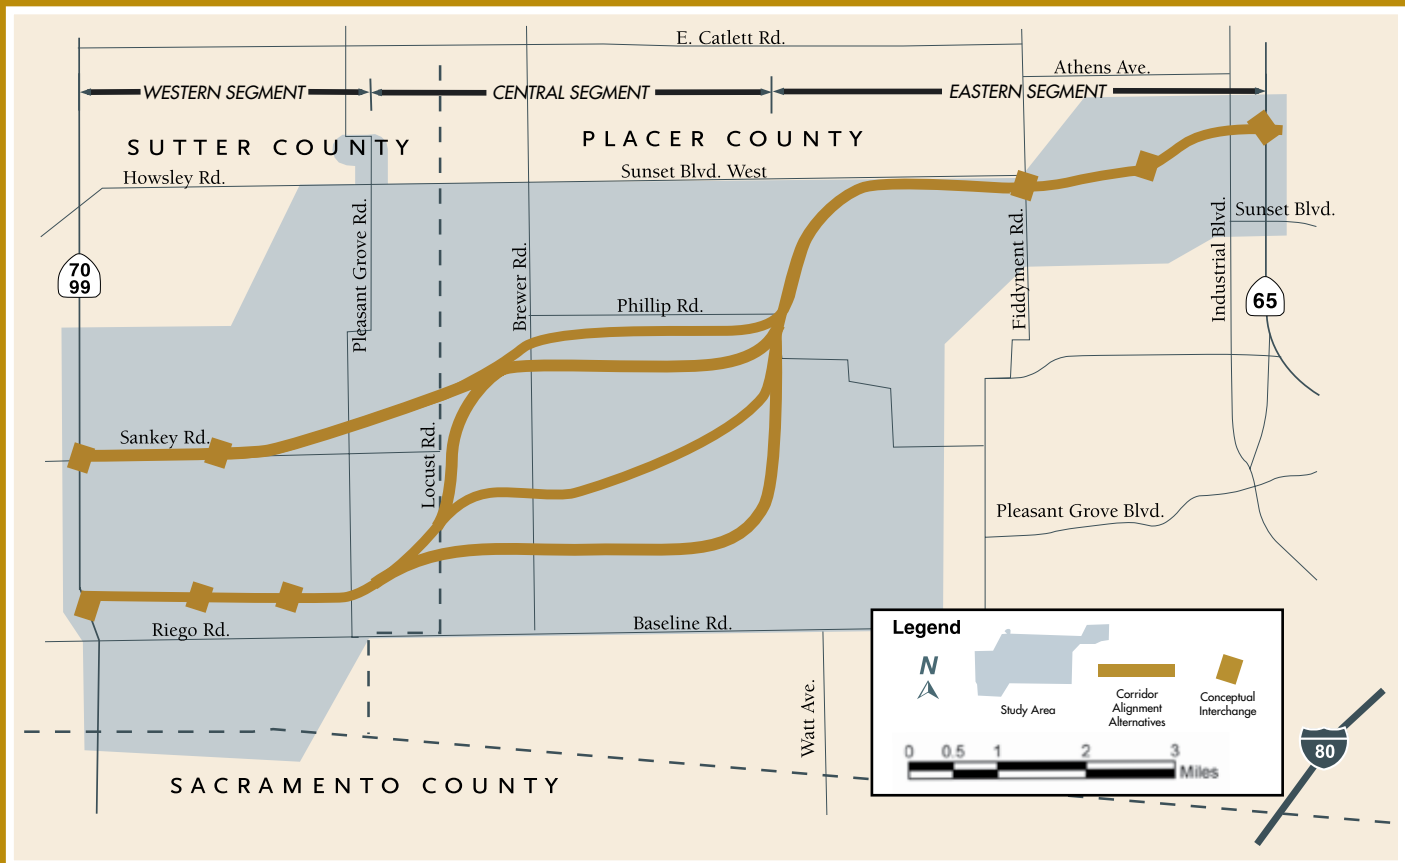 E. Catlett Rd.
Athens Ave.
WESTERN SEGMENT
CENTRAL SEGMENT
EASTERN SEGMENT
SUTTER COUNTY
PLACER COUNTY
Howsley Rd.
Sunset Blvd. West
Sunset Blvd.
Pleasant Grove Rd.
Brewer Rd.
Fiddyment Rd.
Industrial Blvd.
70
99
65
Phillip Rd.
Sankey Rd.
Locust Rd.
Pleasant Grove Blvd.
Riego Rd.
Baseline Rd.
Watt Ave.
SACRAMENTO COUNTY
Legend
N
Study Area
Corridor
Alignment
Alternatives
Conceptual
Interchange
0 0.5 1 2 3
Miles
80